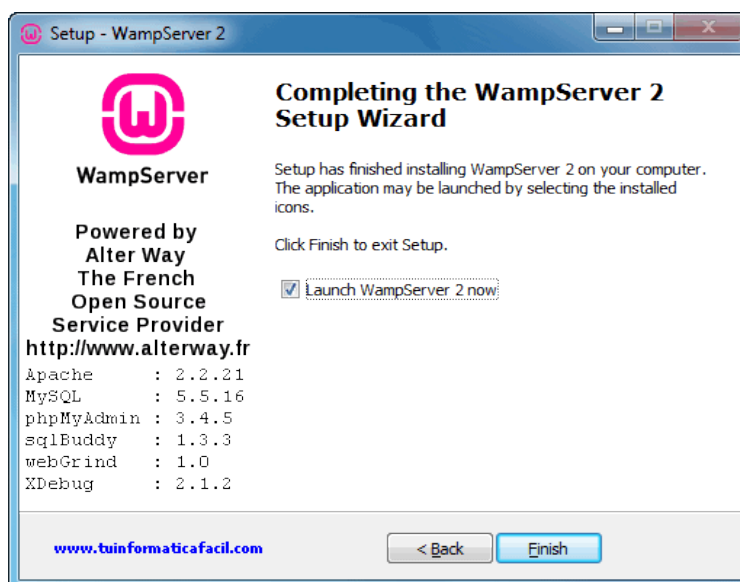 Setup - WampServer 2
WampServer
Powered by
Alter Way
The French
Open Source
Service Provider
http://www.alterway.fr
Apache : 2.2.21
MySQL : 5.5.16
phpMyAdmin : 3.4.5
sqlBuddy : 1.3.3
webGrind : 1.0
XDebug : 2.1.2
Completing the WampServer 2
Setup Wizard
Setup has finished installing WampServer 2 on your computer.
The application may be launched by selecting the installed
icons.
Click Finish to exit Setup.
Launch WampServer 2 now
www.tuinformaticafacil.com
< Back
Finish